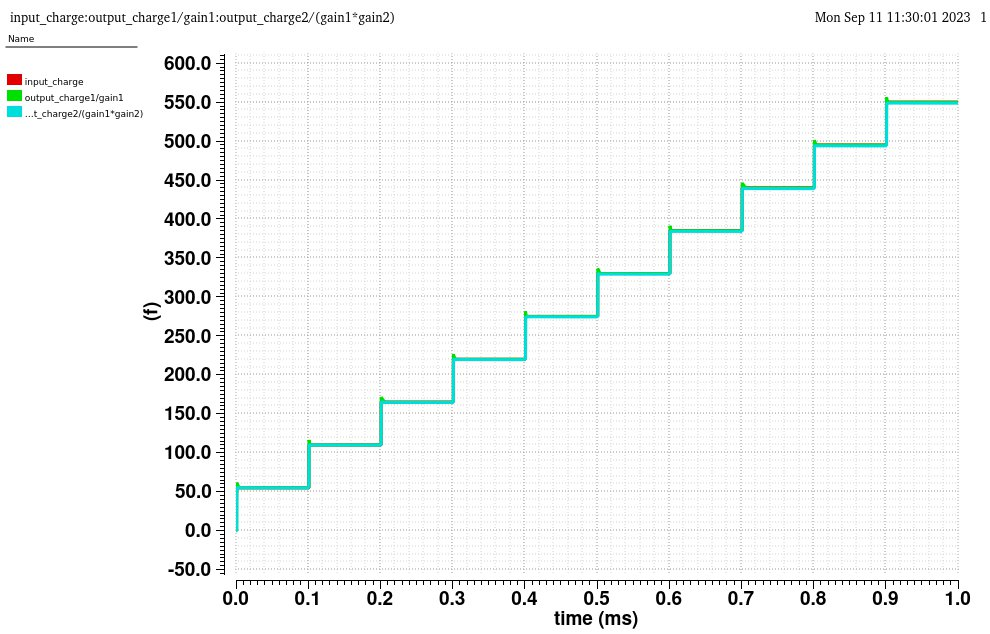 input_charge:output_charge1/gain1:output_charge2/(gain1*gain2) Mon Sep 11 11:30:01 2023 1
Name
input_charge
output_charge1/gain1
...t_charge2/(gain1*gain2)
600.0
550.0
500.0
450.0
400.0
350.0
300.0
250.0
200.0
150.0
100.0
50.0
0.0
-50.0
(f)
0.0 0.1 0.2 0.3 0.4 0.5 0.6 0.7 0.8 0.9 1.0
time (ms)